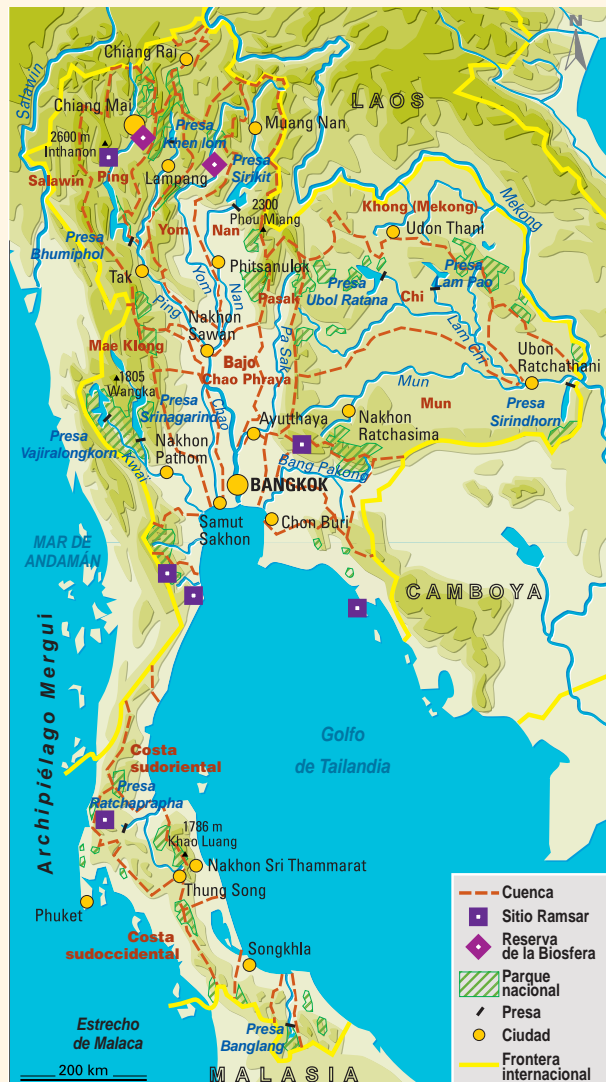 N
Chiang Rai
Salawin
LAOS
Chiang Mai
Presa
Khen lom
Muang Nan
2600 m
Inthanon
Lampang
Presa
Sirikit
Salawin
Ping
Khong (Mekong)
Mekong
2300
Phou Miang
Udon Thani
Yom
Nan
Presa
Bhumiphol
Phitsanulok
Presa
Lam Pao
Presa
Ubol Ratana
Chi
Tak
Ping
Yom
Nan
Pasak
Pa Sak
Nakhon
Sawan
Lam Chi
Mae Klong
Bajo
Chao Phraya
Ubon
Ratchathani
1805
Wangka
Presa
Srinagarind
Chao
Mun
Mun
Presa
Sirindhorn
Ayutthaya
Nakhon
Ratchasima
Presa
Vajiralongkorn
Nakhon
Pathom
Kwai
Bang Pakong
BANGKOK
Samut
Sakhon
Chon Buri
MAR DE
ANDAMÁN
CAMBOYA
Archipiélago Mergui
Golfo
de Tailandia
Costa
sudoriental
Presa
Ratchaprapha
1786 m
Khao Luang
Nakhon Sri Thammarat
Thung Song
Phuket
Costa
sudoccidental
Songkhla
Estrecho
de Malaca
Presa
Banglang
200 km
MALASIA
Cuenca
Sitio Ramsar
Reserva
de la Biosfera
Parque
nacional
Presa
Ciudad
Frontera
internacional